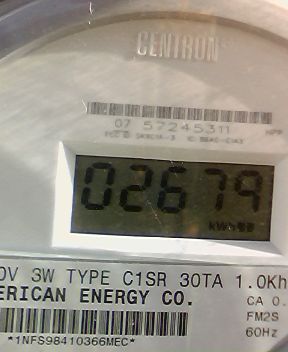 CENTRON
07 57245311
02679
0V 3W TYPE C1SR 30TA 1.0Kh
ERICAN ENERGY CO.
CA 0.
FM2S
60Hz
*1NFS98410366MEC*